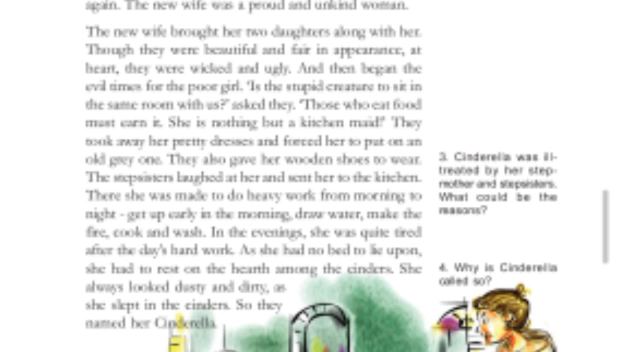 again. The new wife was a proud and unkind woman.
The new wife brought her two daughters along with her.
Though they were beautiful and fair in appearance, at
heart, they were wicked and ugly. And then began the
evil times for the poor girl. 'Is the stupid creature to sit in
the same room with us?' asked they. 'Those who eat food
must earn it. She is nothing but a kitchen maid!' They
took away her pretty dresses and forced her to put on an
old grey one. They also gave her wooden shoes to wear.
The stepsisters laughed at her and sent her to the kitchen.
There she was made to do heavy work from morning to
night - get up early in the morning, draw water, make the
fire, cook and wash. In the evenings, she was quite tired
after the day's hard work. As she had no bed to lie upon,
she had to rest on the hearth among the cinders. She
always looked dusty and dirty, as
she slept in the cinders. So they
named her Cinderella.
3. Cinderella was ill-
treated by her step-
mother and stepsisters.
What could be the
reasons?
4. Why is Cinderella
called so?